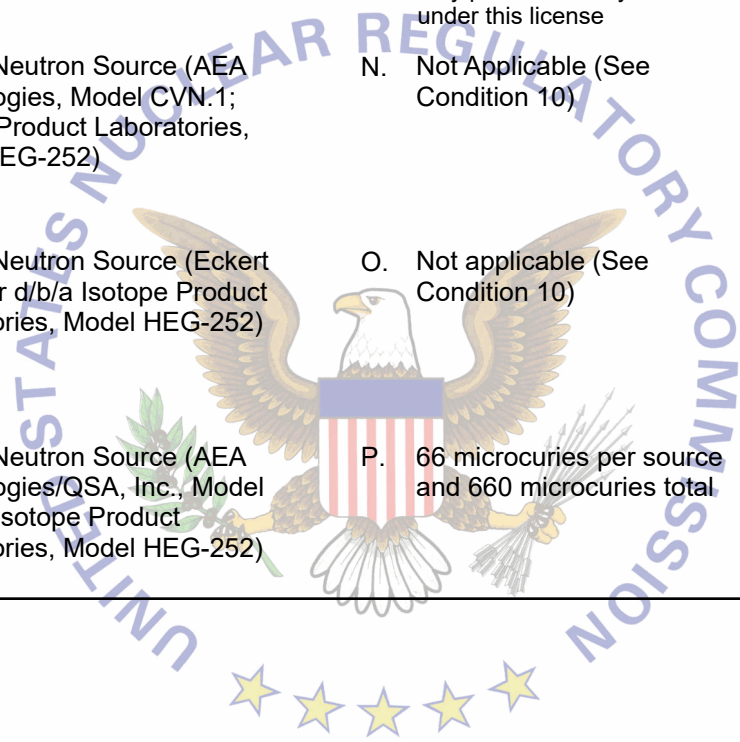 under this license
Neutron Source (AEA
ogies, Model CVN.1;
Product Laboratories,
EG-252)
N. Not Applicable (See
Condition 10)
Neutron Source (Eckert
r d/b/a Isotope Product
ories, Model HEG-252)
O. Not applicable (See
Condition 10)
Neutron Source (AEA
ogies/QSA, Inc., Model
sotope Product
ories, Model HEG-252)
P. 66 microcuries per source
and 660 microcuries total
UNITED STATES NUCLEAR REGULATORY COMMISSION